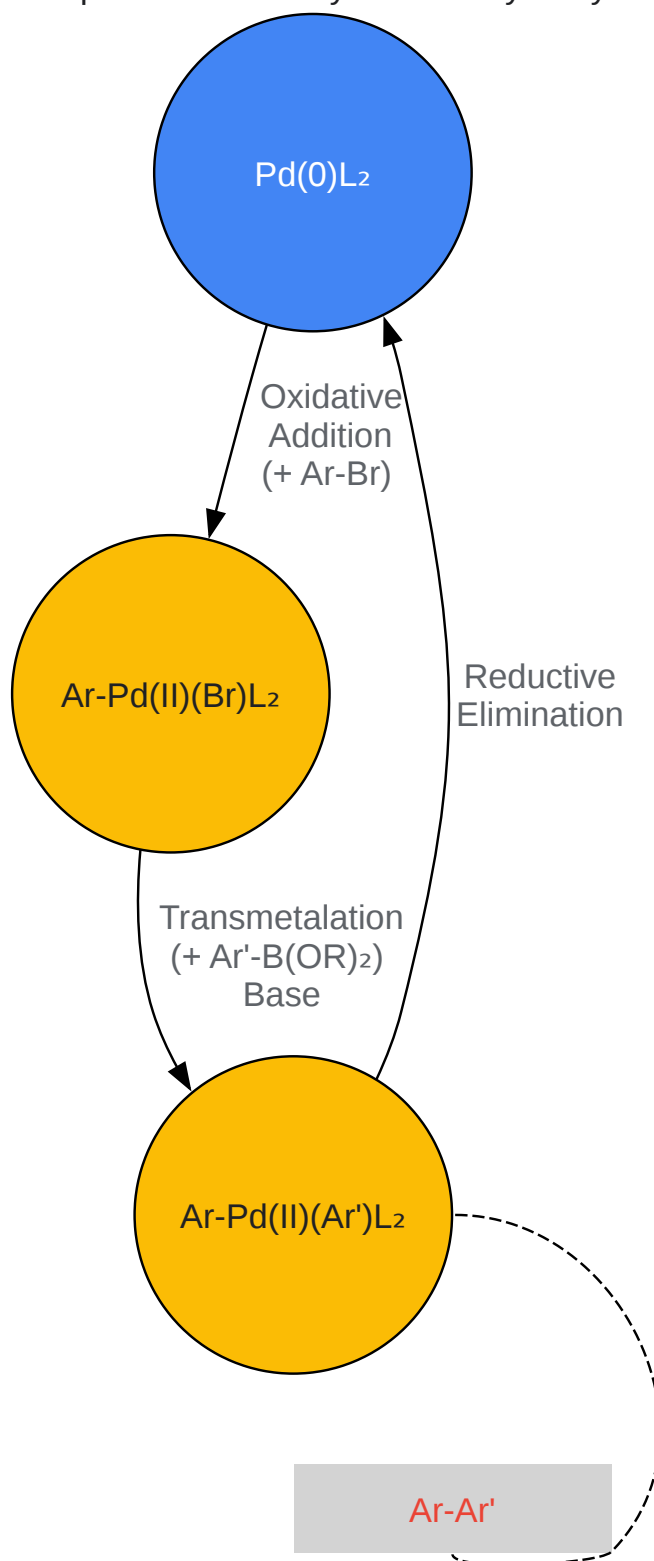 Pd(0)L₂
Oxidative
Addition
(+ Ar-Br)
Ar-Pd(II)(Br)L₂
Reductive
Elimination
Transmetalation
(+ Ar'-B(OR)₂)
Base
Ar-Pd(II)(Ar')L₂
Ar-Ar'